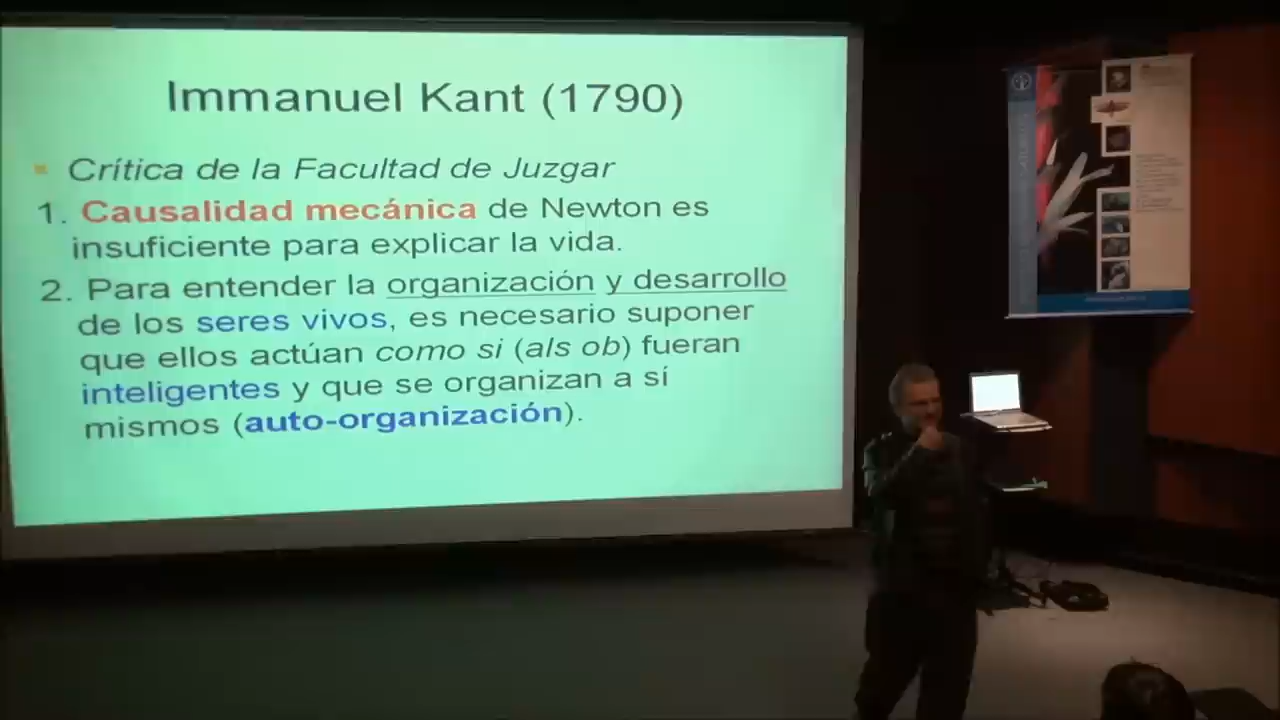 Immanuel Kant (1790)
Crítica de la Facultad de Juzgar
1. Causalidad mecánica de Newton es
insuficiente para explicar la vida.
2. Para entender la organización y desarrollo
de los seres vivos, es necesario suponer
que ellos actúan como si (als ob) fueran
inteligentes y que se organizan a sí
mismos (auto-organización).